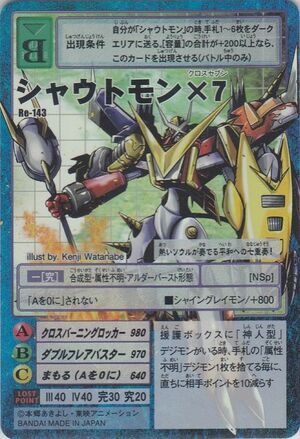 B
出現条件
自分が「シャウトモン」の時、手札1~6枚をダーク
エリアに送る。【容量】の合計が+200以上なら、
このカードを出現させる(バトル中のみ)
クロスセブン
シャウトモン×7
Re-143
illust by. Kenji Watanabe
熱いソウルが奏でる平和への七重奏!
-[究] 合成型・属性不明・アルダーバースト形態 [NSp]
「Aを0に」されない
■シャイングレイモン/+800
A クロスバーニングロッカー 980
B ダブルフレアバスター 970
C まもる(Aを0に) 640
援護ボックスに「神人型」
デジモンがいる時、手札の「属性
不明」デジモン1枚を捨てる毎に、
直ちに相手ポイントを10減らす
LOST POINT Ⅲ40 Ⅳ40 完30 究20
©本郷あきよし・東映アニメーション
BANDAI MADE IN JAPAN